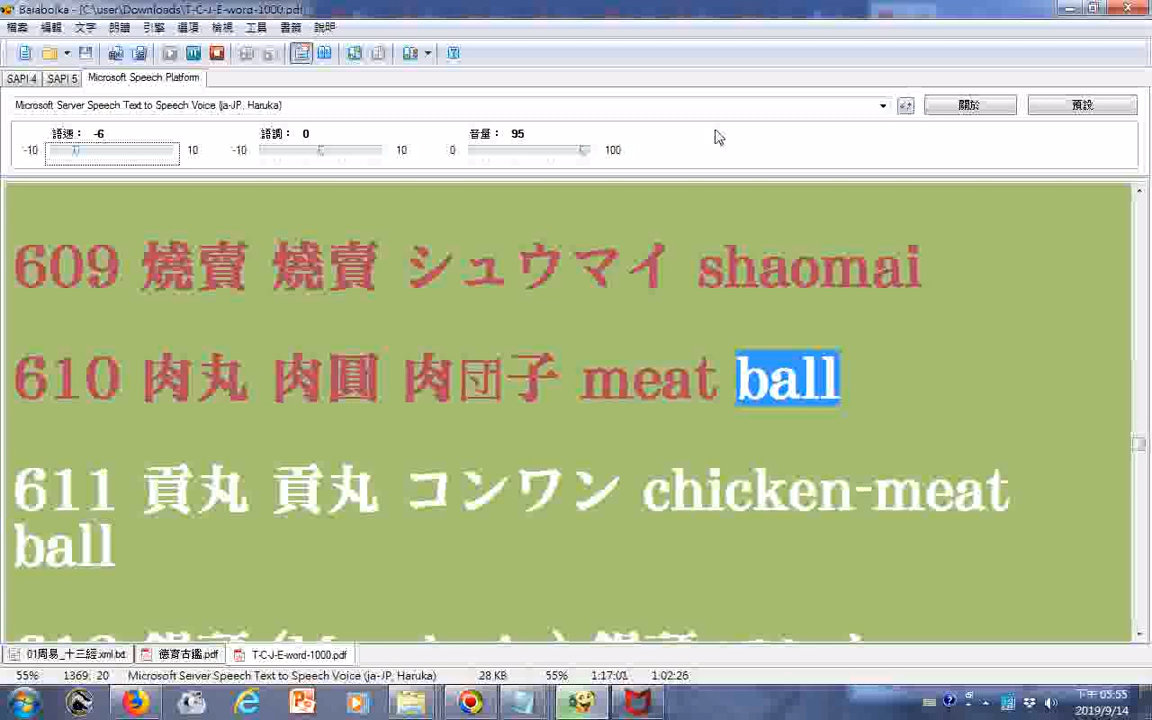 Balabolka - [C:\user\Downloads\T-C-J-E-word-1000.pdf]
檔案 編輯 文字 朗讀 引擎 選項 檢視 工具 書籤 說明
SAPI 4 SAPI 5 Microsoft Speech Platform
Microsoft Server Speech Text to Speech Voice (ja-JP, Haruka) 關於 預設
語速： -6 語調： 0 音量： 95
-10 10 -10 10 0 100
609 燒賣 燒賣 シュウマイ shaomai
610 肉丸 肉圓 肉団子 meat ball
611 貢丸 貢丸 コンワン chicken-meat
ball
01周易_十三經.xml.bd. 德育古鑑.pdf T-C-J-E-word-1000.pdf
55% 1369, 20 Microsoft Server Speech Text to Speech Voice (ja-JP, Haruka) 28 KB 55% 1:17:01 1:02:26
下午 05:55
2019/9/14